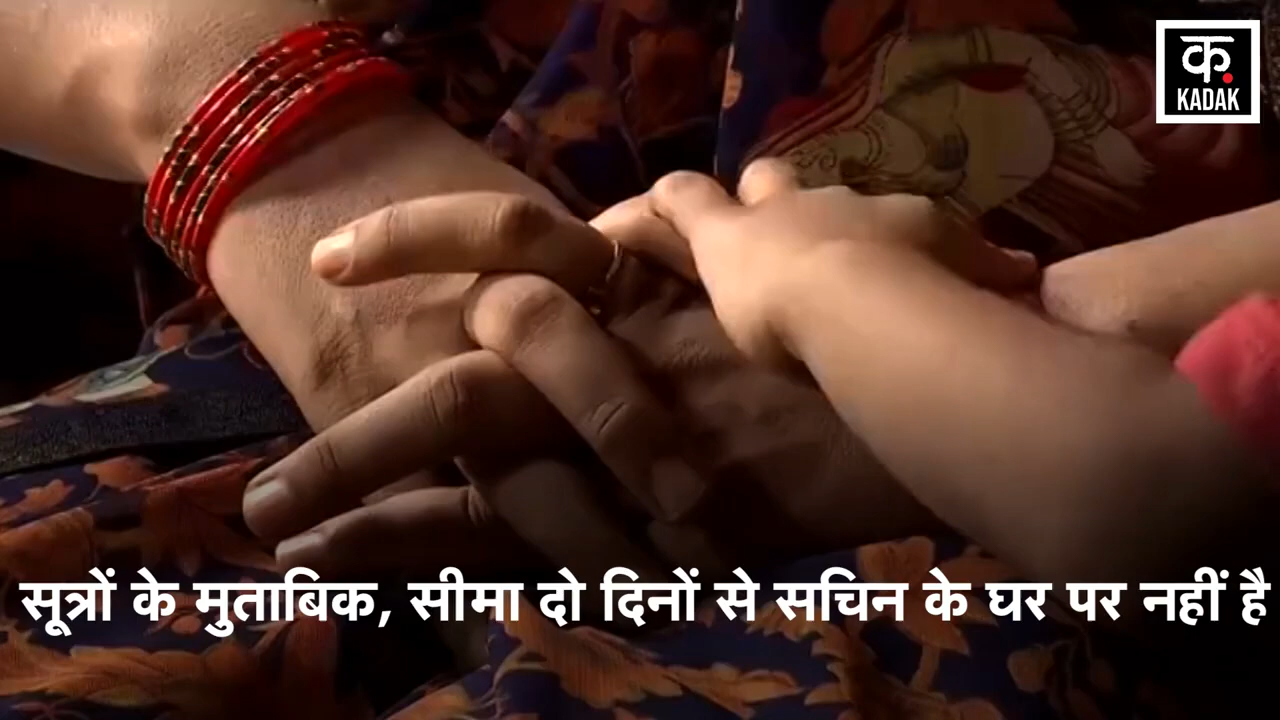 क.
KADAK
सूत्रों के मुताबिक, सीमा दो दिनों से सचिन के घर पर नहीं है